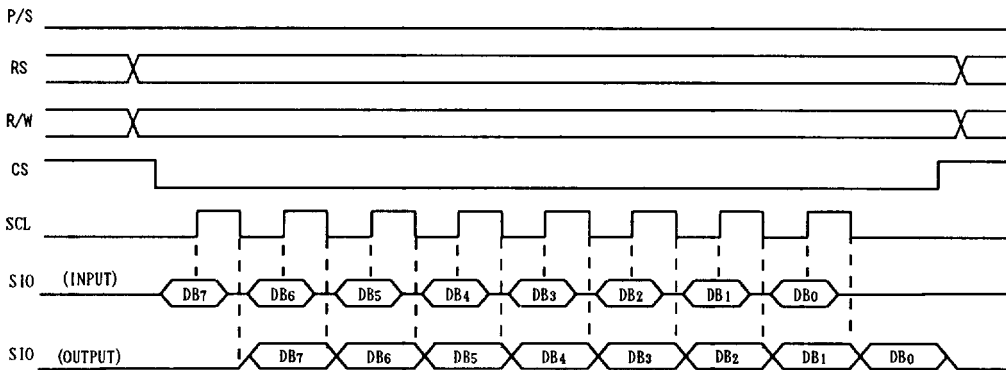 P/S
RS
R/W
CS
SCL
SIO (INPUT) DB7 DB6 DB5 DB4 DB3 DB2 DB1 DB0
SIO (OUTPUT) DB7 DB6 DB5 DB4 DB3 DB2 DB1 DB0